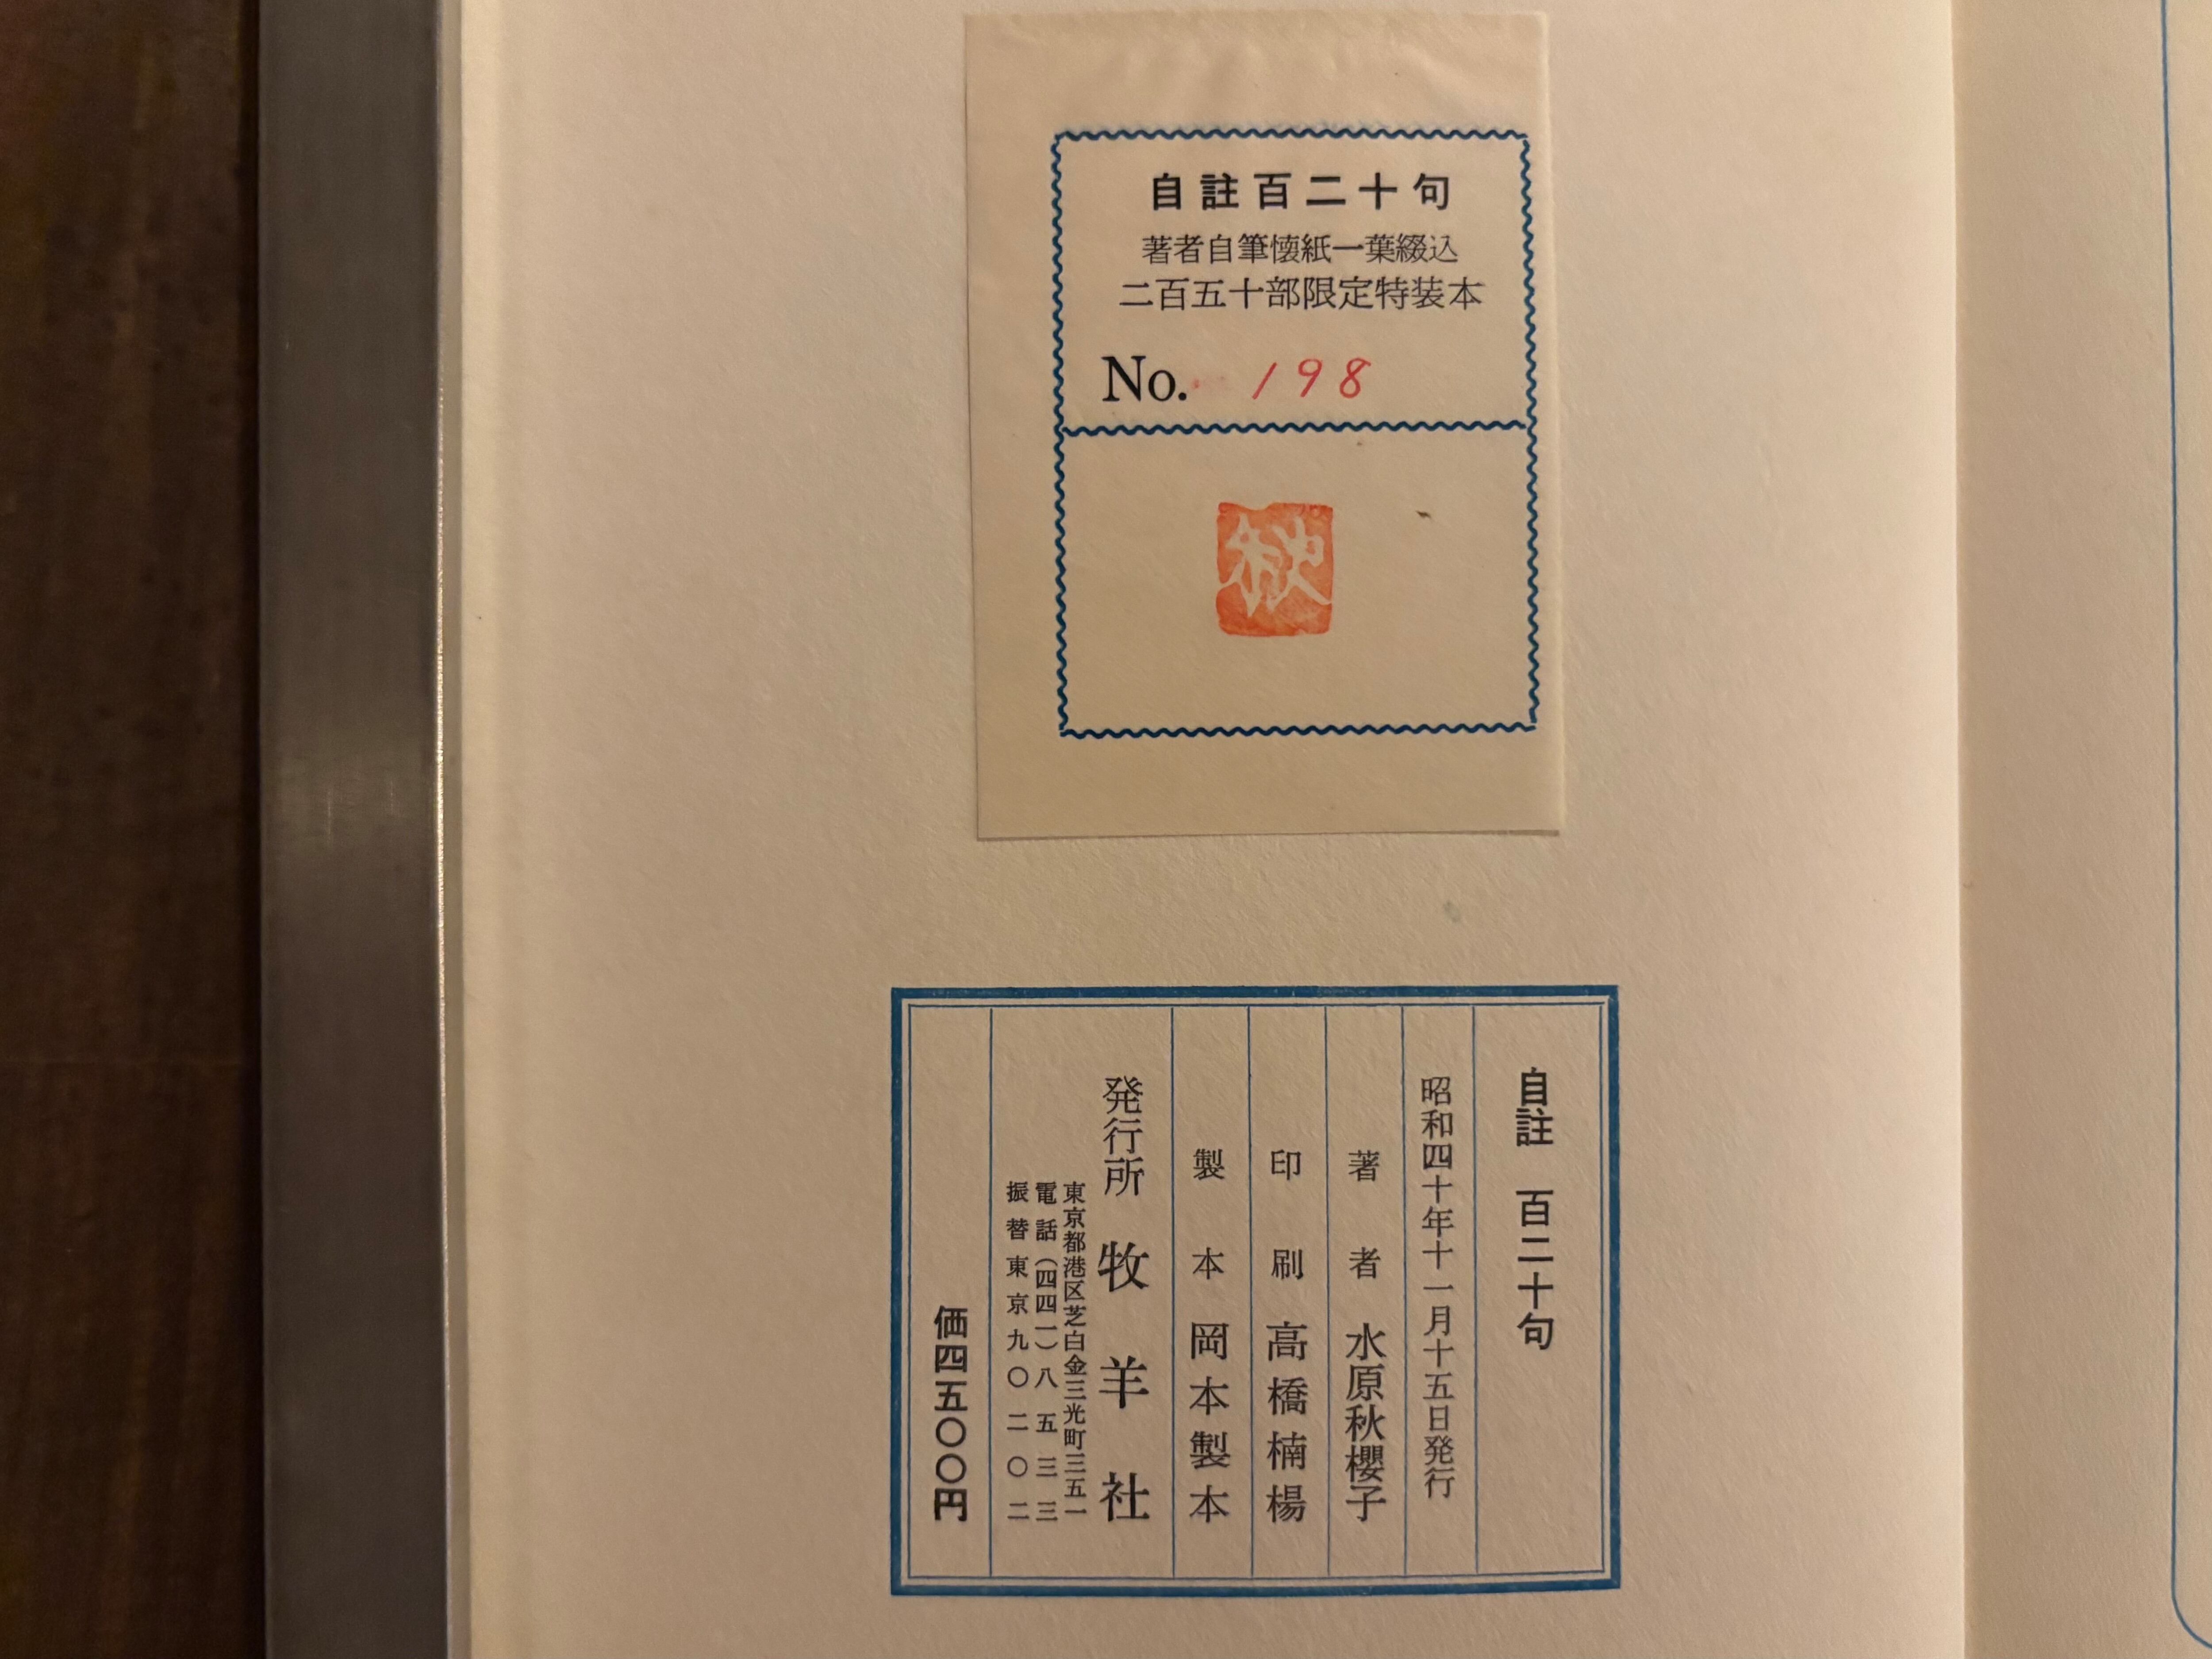 自註百二十句
著者自筆懐紙一葉綴込
二百五十部限定特装本
No. 198
秋
自註 百二十句
昭和四十年十一月十五日発行
著者 水原秋櫻子
印刷 高橋楠楊
製本 岡本製本
発行所 牧羊社
東京都港区芝白金三光町三五一
電話(四四一)八五三三
振替東京九〇二〇二
価四五〇〇円